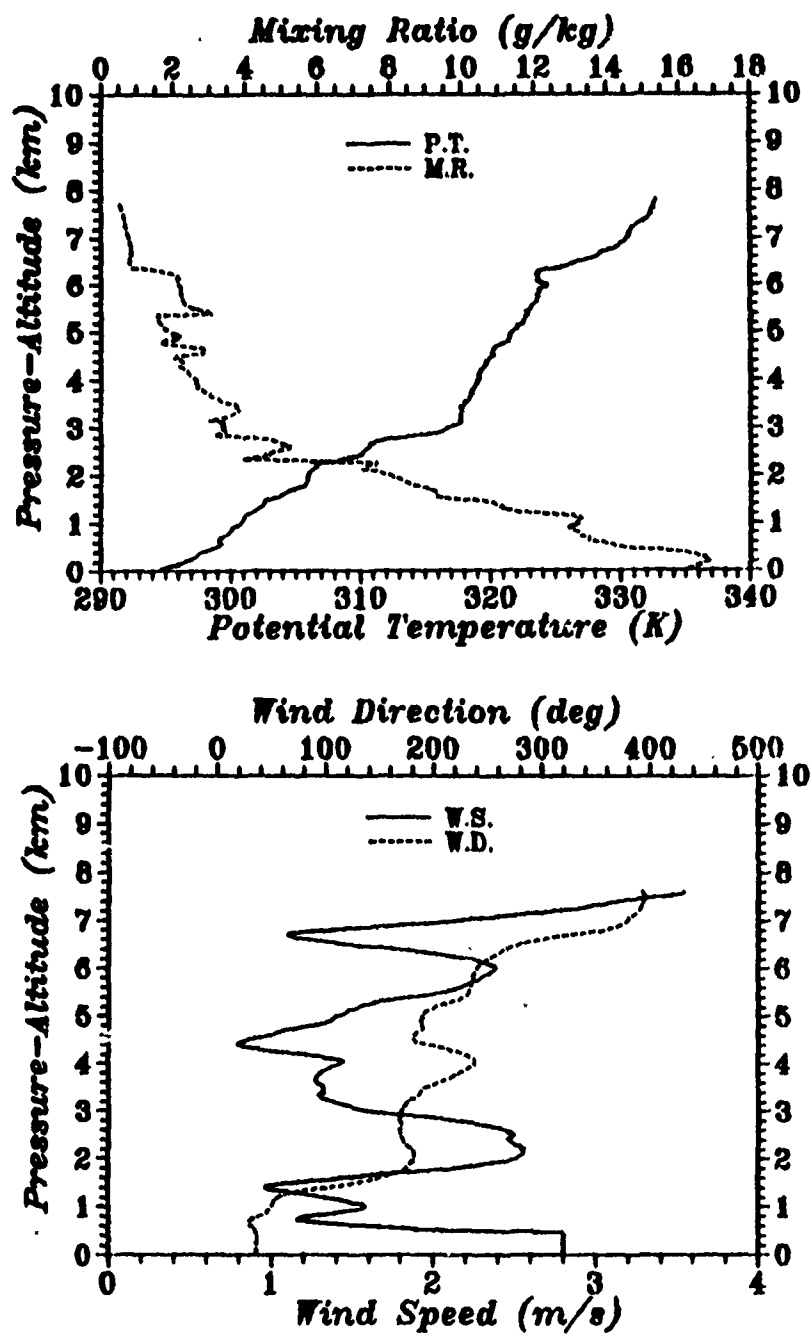 Mixing Ratio (g/kg)
0 2 4 6 8 10 12 14 16 18
10 10
9 9
8 8
7 7
6 6
5 5
4 4
3 3
2 2
1 1
0 0
Pressure-Altitude (km)
P.T.
M.R.
290 300 310 320 330 340
Potential Temperature (K)
Wind Direction (deg)
-100 0 100 200 300 400 500
10 10
9 9
8 8
7 7
6 6
5 5
4 4
3 3
2 2
1 1
0 0
Pressure-Altitude (km)
W.S.
W.D.
0 1 2 3 4
Wind Speed (m/s)